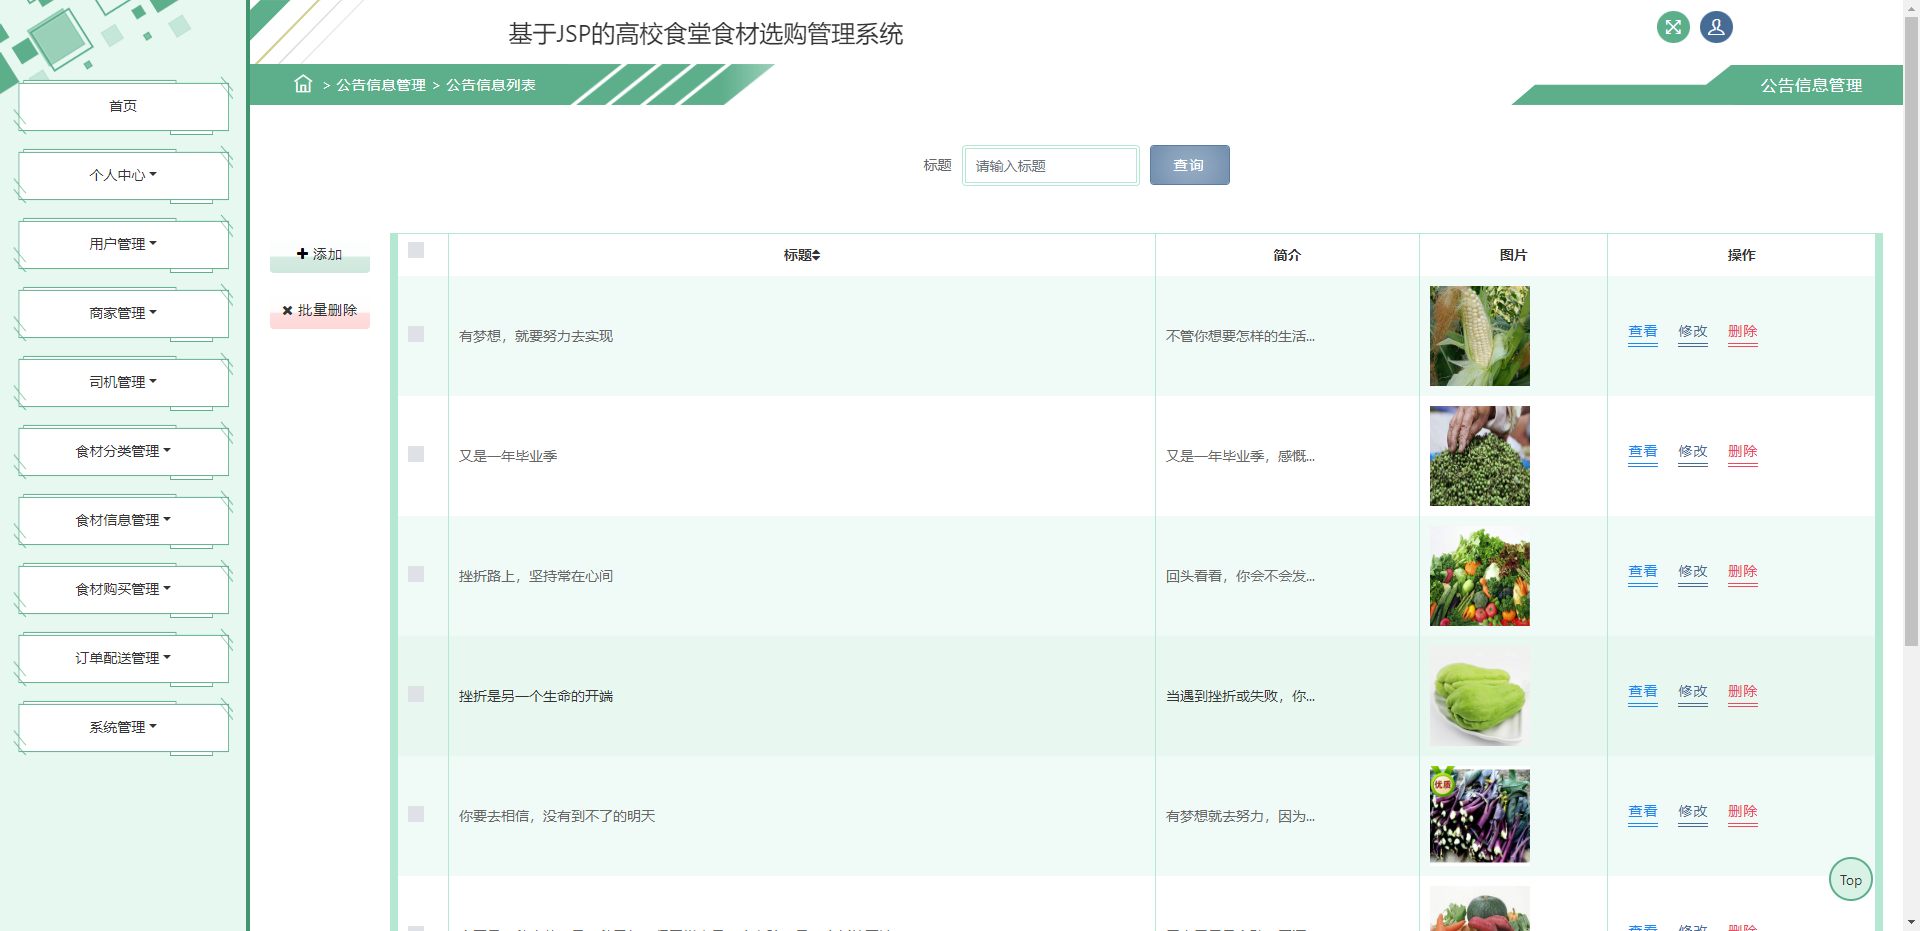 基于JSP的高校食堂食材选购管理系统
> 公告信息管理 > 公告信息列表
公告信息管理
首页
个人中心
用户管理
商家管理
司机管理
食材分类管理
食材信息管理
食材购买管理
订单配送管理
系统管理
标题 请输入标题 查询
添加
批量删除
标题 简介 图片 操作
有梦想，就要努力去实现 不管你想要怎样的生活... 查看 修改 删除
又是一年毕业季 又是一年毕业季，感慨... 查看 修改 删除
挫折路上，坚持常在心间 回头看看，你会不会发... 查看 修改 删除
挫折是另一个生命的开端 当遇到挫折或失败，你... 查看 修改 删除
你要去相信，没有到不了的明天 有梦想就去努力，因为... 查看 修改 删除
优质
Top